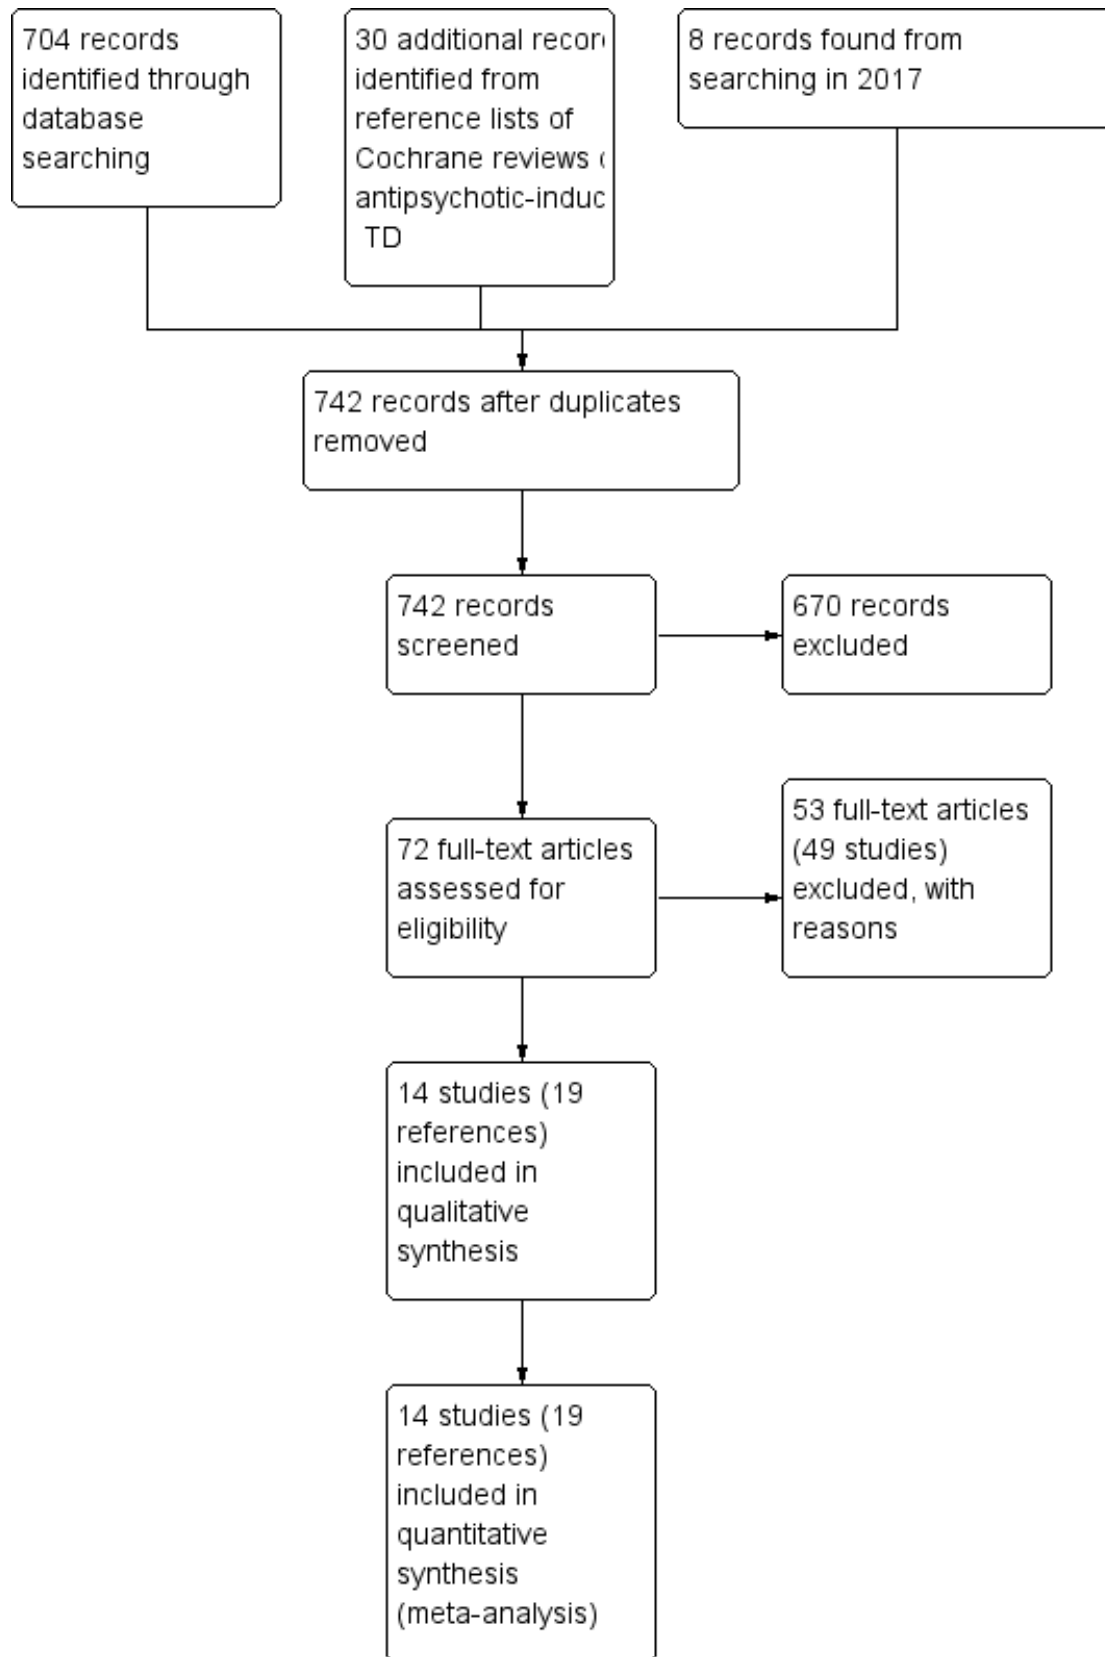 704 records
identified through
database
searching
30 additional recor
identified from
reference lists of
Cochrane reviews
antipsychotic-induc
TD
8 records found from
searching in 2017
742 records after duplicates
removed
742 records
screened
670 records
excluded
72 full-text articles
assessed for
eligibility
53 full-text articles
(49 studies)
excluded, with
reasons
14 studies (19
references)
included in
qualitative
synthesis
14 studies (19
references)
included in
quantitative
synthesis
(meta-analysis)